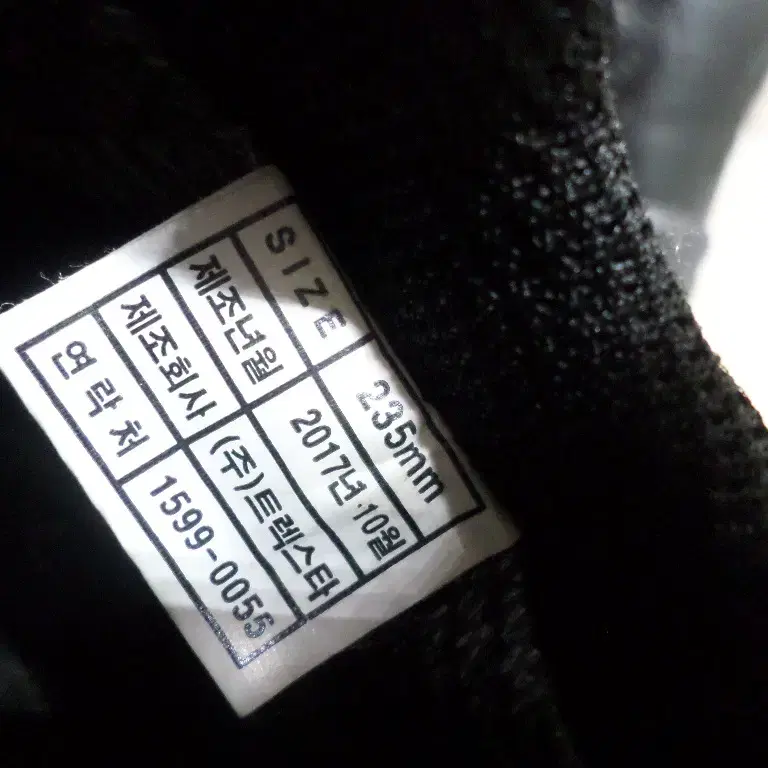 SIZE 235mm
제조년월 2017년 10월
제조회사 (주)트렉스타
연락처 1599-0055